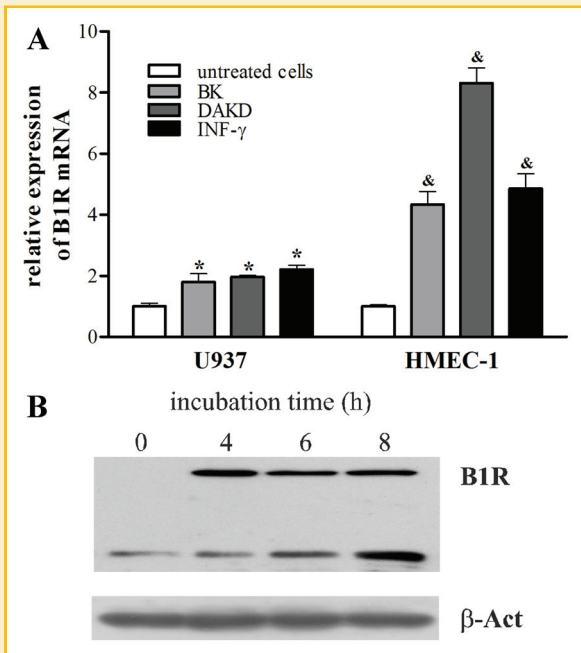 A
relative expression
of B1R mRNA
10
8
6
4
2
0
untreated cells
BK
DAKD
INF-γ
* * *
& & &
U937 HMEC-1
B
incubation time (h)
0 4 6 8
B1R
β-Act